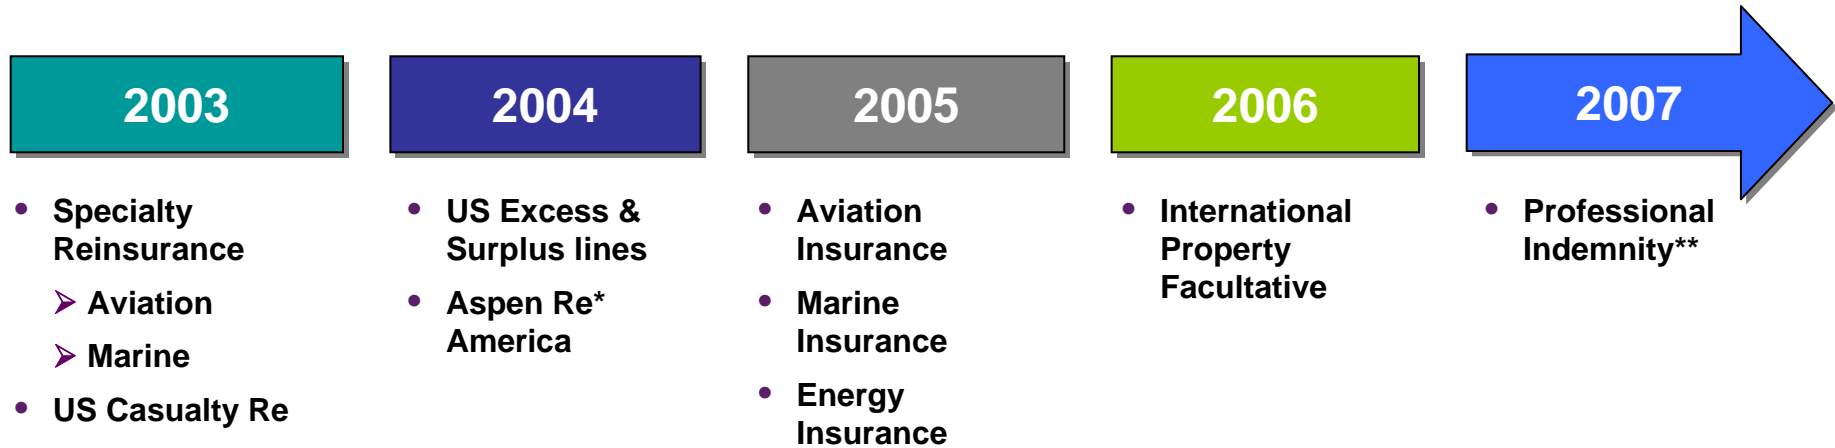 2003
2004
2005
2006
2007
• Specialty
Reinsurance
➢ Aviation
➢ Marine
• US Casualty Re
• US Excess &
Surplus lines
• Aspen Re*
America
• Aviation
Insurance
• Marine
Insurance
• Energy
Insurance
• International
Property
Facultative
• Professional
Indemnity**